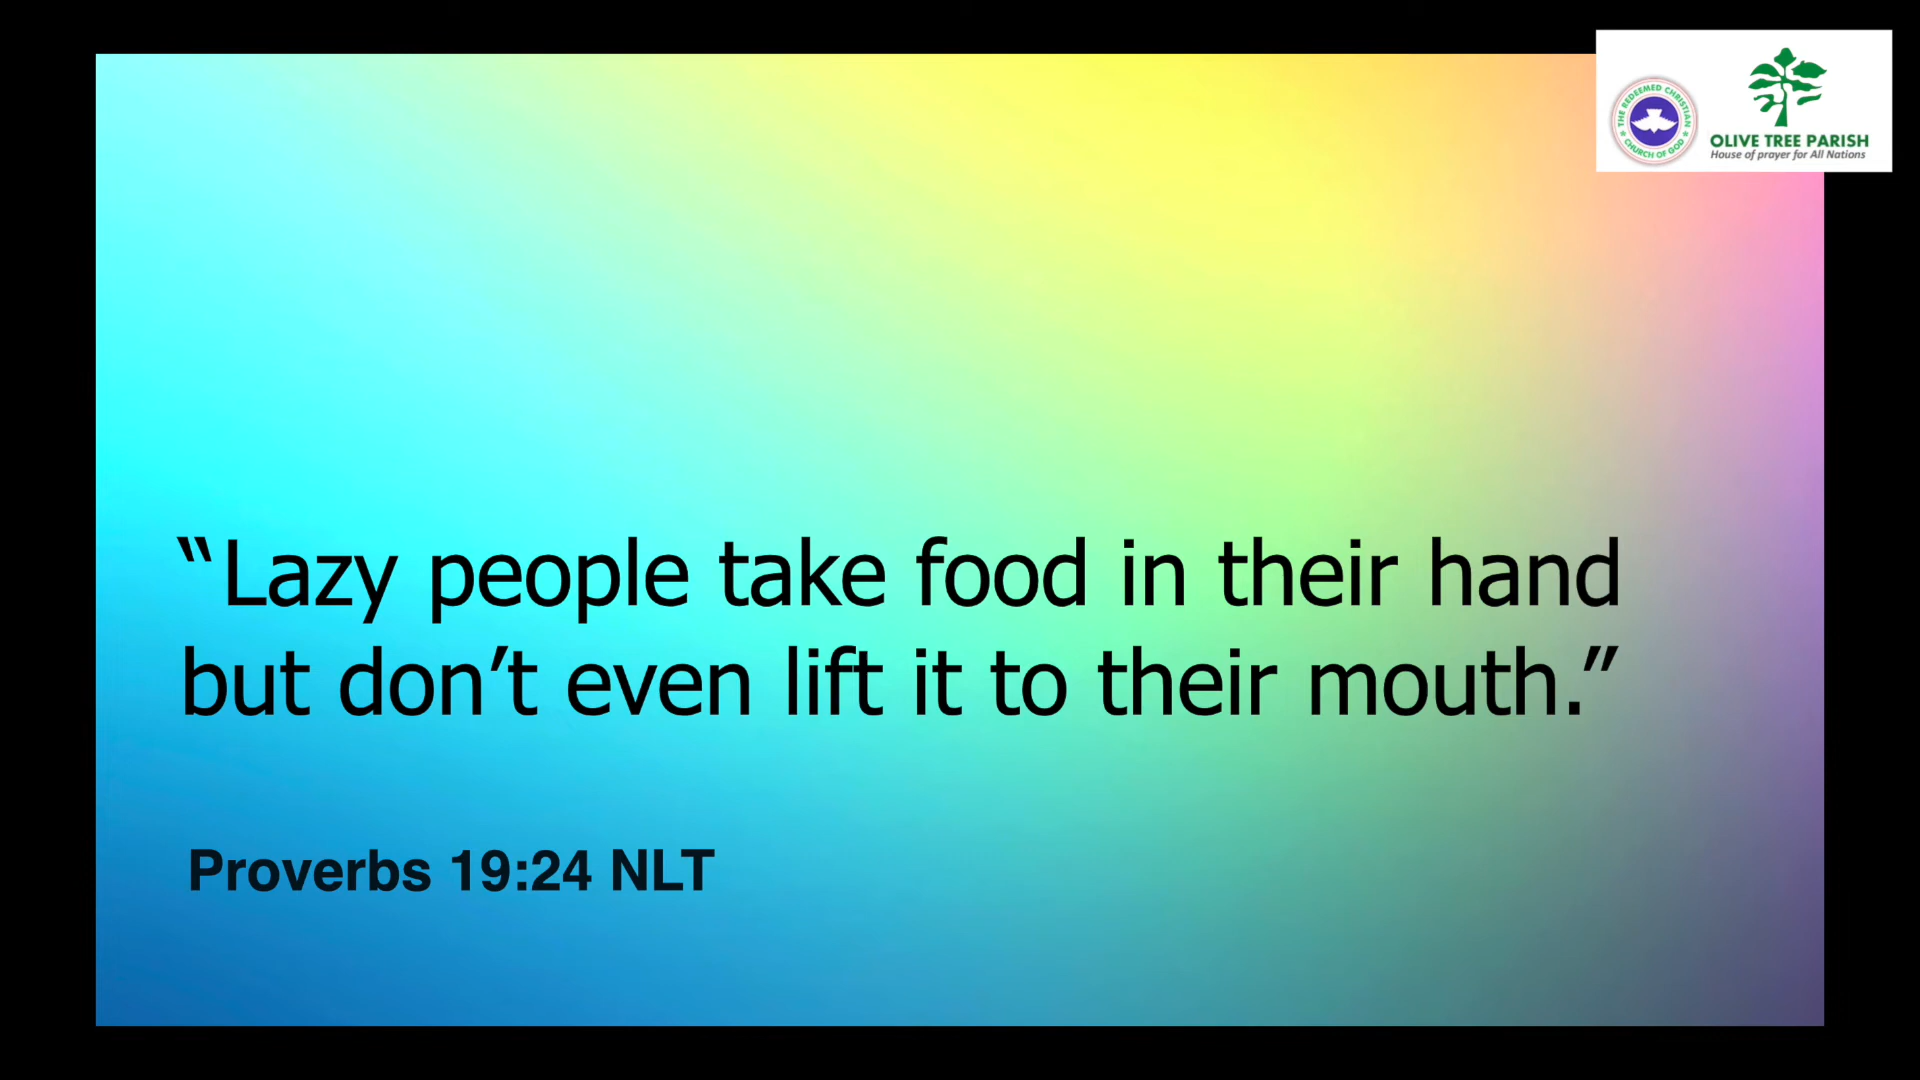 THE REDEEMED CHRISTIAN
CHURCH OF GOD
OLIVE TREE PARISH
House of prayer for All Nations
“Lazy people take food in their hand
but don’t even lift it to their mouth.”
Proverbs 19:24 NLT